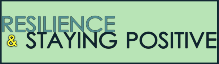 RESILIENCE
& STAYING POSITIVE